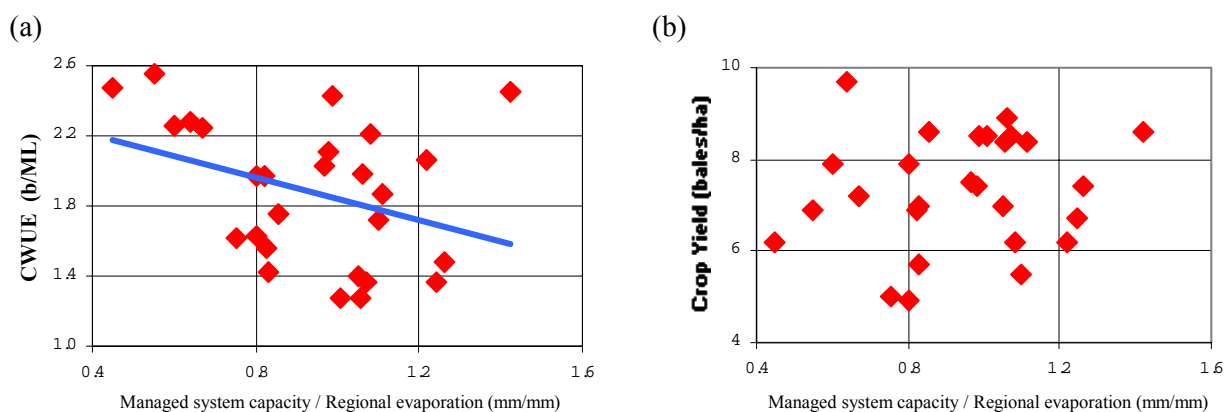 (a)
(b)
CWUE (b/ML)
2.6
2.2
1.8
1.4
1.0
0.4
0.8
1.2
1.6
Managed system capacity / Regional evaporation (mm/mm)
Crop Yield (bales/ha)
10
8
6
4
0.4
0.8
1.2
1.6
Managed system capacity / Regional evaporation (mm/mm)